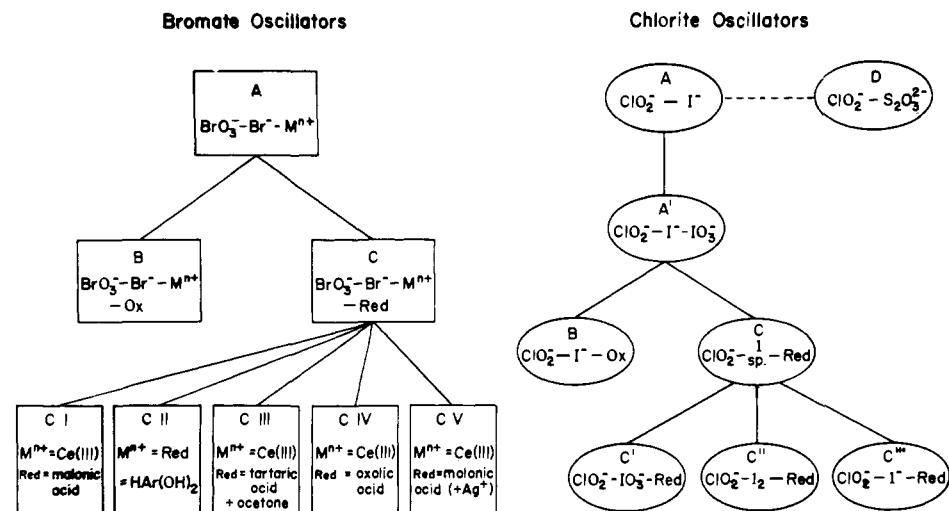 Bromate Oscillators
A
BrO₃⁻–Br⁻–Mⁿ⁺
B
BrO₃⁻–Br⁻–Mⁿ⁺
–Ox
C
BrO₃⁻–Br⁻–Mⁿ⁺
–Red
C I
Mⁿ⁺=Ce(III)
Red=malonic
acid
C II
Mⁿ⁺=Red
=HAr(OH)₂
C III
Mⁿ⁺=Ce(III)
Red=tartaric
acid
+ acetone
C IV
Mⁿ⁺=Ce(III)
Red=oxolic
acid
C V
Mⁿ⁺=Ce(III)
Red=malonic
acid (+Ag⁺)
Chlorite Oscillators
A
ClO₂⁻ – I⁻
D
ClO₂⁻–S₂O₃²⁻
A'
ClO₂⁻–I⁻–IO₃⁻
B
ClO₂⁻–I⁻–Ox
C
I
ClO₂⁻–sp.–Red
C'
ClO₂⁻–IO₃⁻–Red
C''
ClO₂⁻–I₂–Red
ClO₂⁻–I⁻–Red